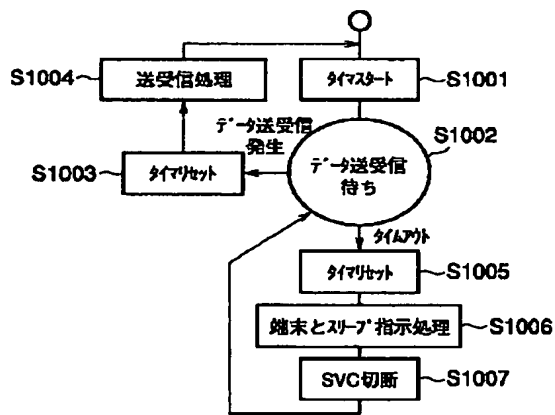 S1004
送受信処理
タイマスタート
S1001
データ送受信
発生
S1002
S1003
タイマリセット
データ送受信
待ち
タイムアウト
タイマリセット
S1005
端末とスリープ指示処理
S1006
SVC切断
S1007